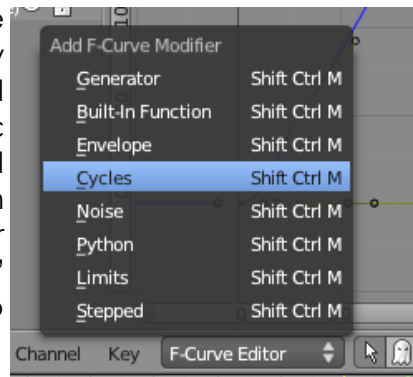 Add F-Curve Modifier
Generator Shift Ctrl M
Built-In Function Shift Ctrl M
Envelope Shift Ctrl M
Cycles Shift Ctrl M
Noise Shift Ctrl M
Python Shift Ctrl M
Limits Shift Ctrl M
Stepped Shift Ctrl M
Channel Key F-Curve Editor